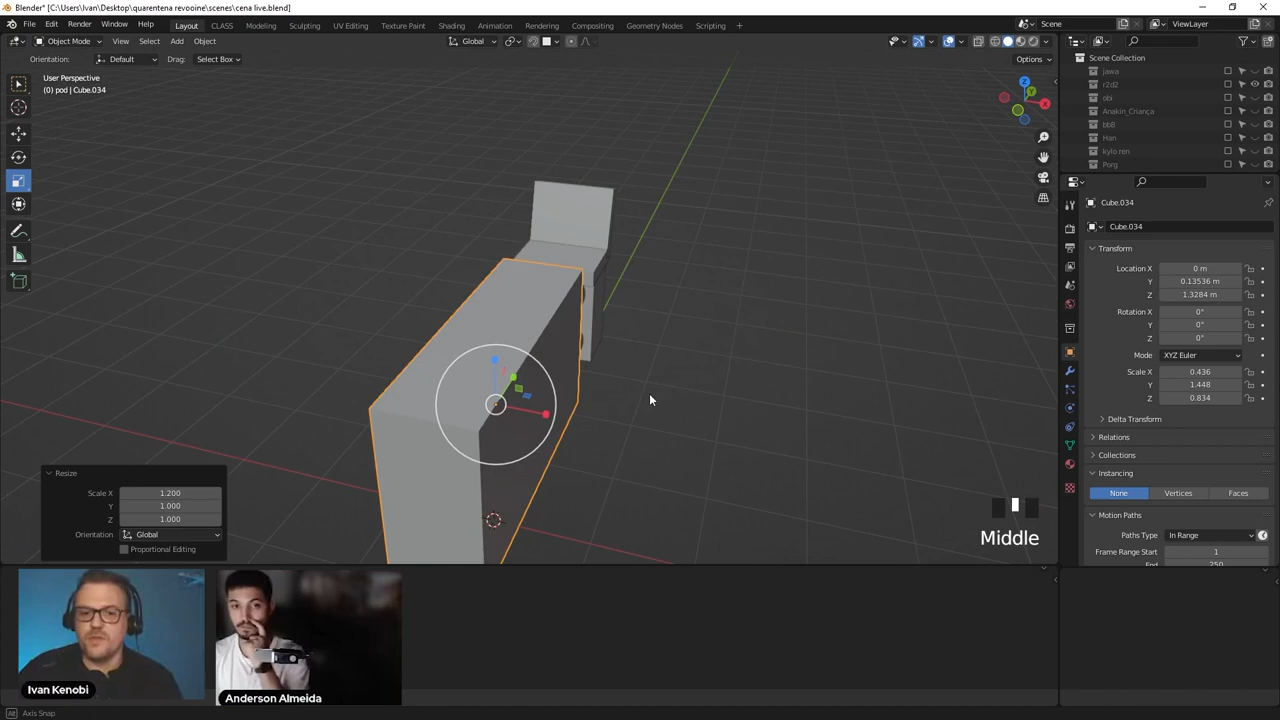 Blender* [C:\Users\Ivan\Desktop\quarentena revooine\scenes\cena live.blend]
File Edit Render Window Help Layout CLASS Modeling Sculpting UV Editing Texture Paint Shading Animation Rendering Compositing Geometry Nodes Scripting + Scene ViewLayer
Object Mode View Select Add Object Global
Orientation: Default Drag: Select Box Options
User Perspective
(0) pod | Cube.034
Z
Y
X
Scene Collection
jawa
r2d2
obi
Anakin_Criança
bb8
Han
kylo ren
Porg
Cube.034
Cube.034
Transform
Location X 0 m
Y 0.13536 m
Z 1.3284 m
Rotation X 0°
Y 0°
Z 0°
Mode XYZ Euler
Scale X 0.436
Y 1.448
Z 0.834
Delta Transform
Relations
Collections
Instancing
None Vertices Faces
Motion Paths
Paths Type In Range
Frame Range Start 1
End 250
Resize
Scale X 1.200
Y 1.000
Z 1.000
Orientation Global
Proportional Editing
Middle
Ivan Kenobi
Anderson Almeida
Alt Axis Snap